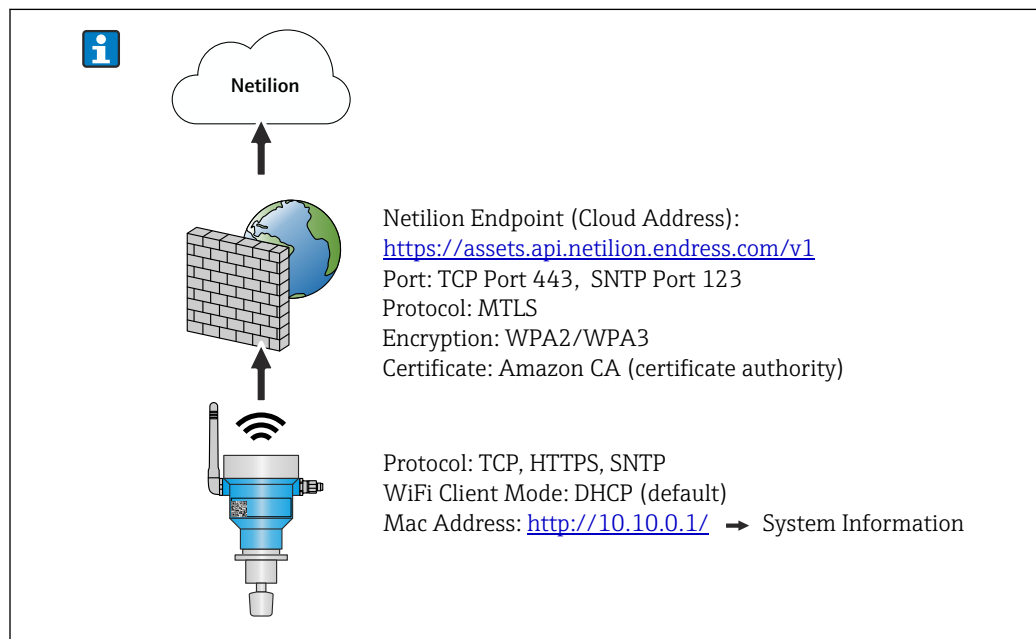 i
Netilion
Netilion Endpoint (Cloud Address):
https://assets.api.netilion.endress.com/v1
Port: TCP Port 443, SNTP Port 123
Protocol: MTLS
Encryption: WPA2/WPA3
Certificate: Amazon CA (certificate authority)
Protocol: TCP, HTTPS, SNTP
WiFi Client Mode: DHCP (default)
Mac Address: http://10.10.0.1/ → System Information